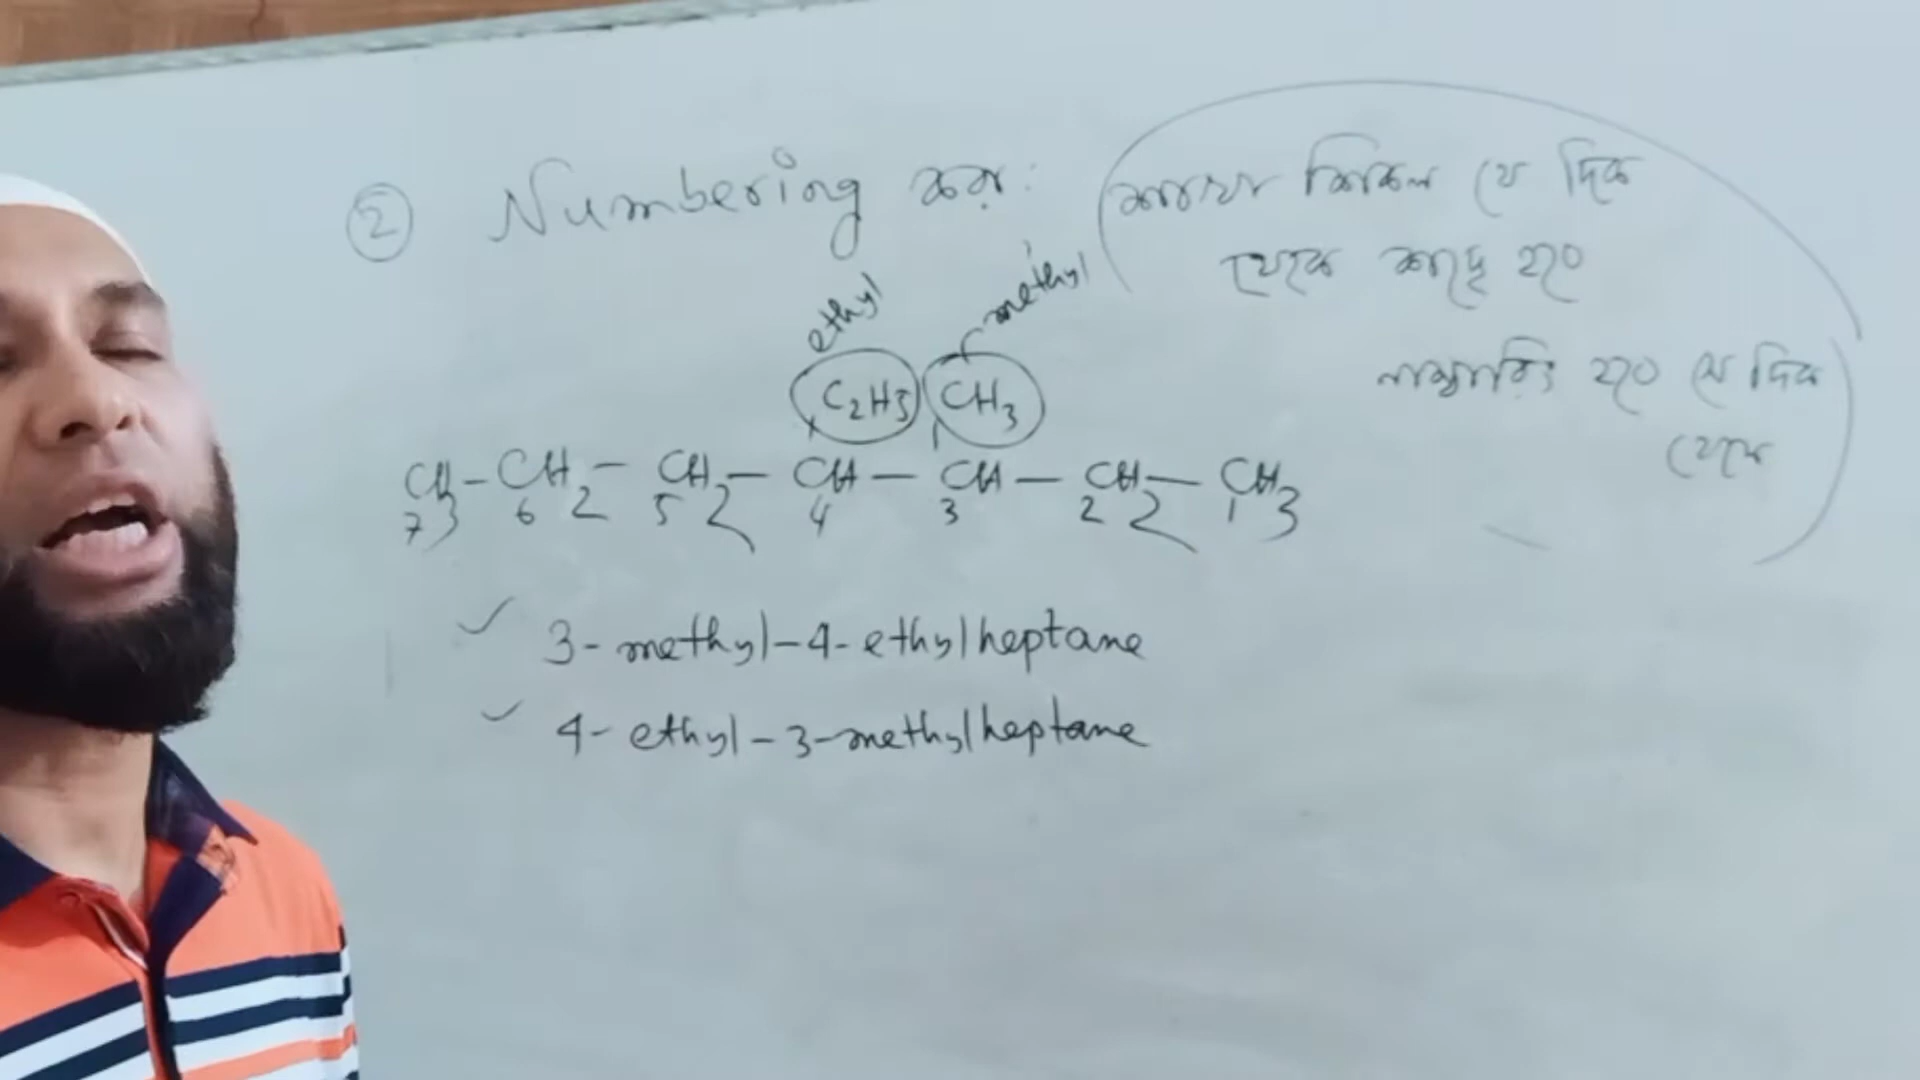 ② Numbering কর:
শাখা শিকল যে দিক
থেকে কাছে হবে
নাম্বারিং হবে সে দিক
থেকে
ethyl methyl
C2H5 CH3
CH3-CH2-CH2-CH-CH-CH2-CH3
7 6 5 4 3 2 1
3-methyl-4-ethylheptane
4-ethyl-3-methylheptane